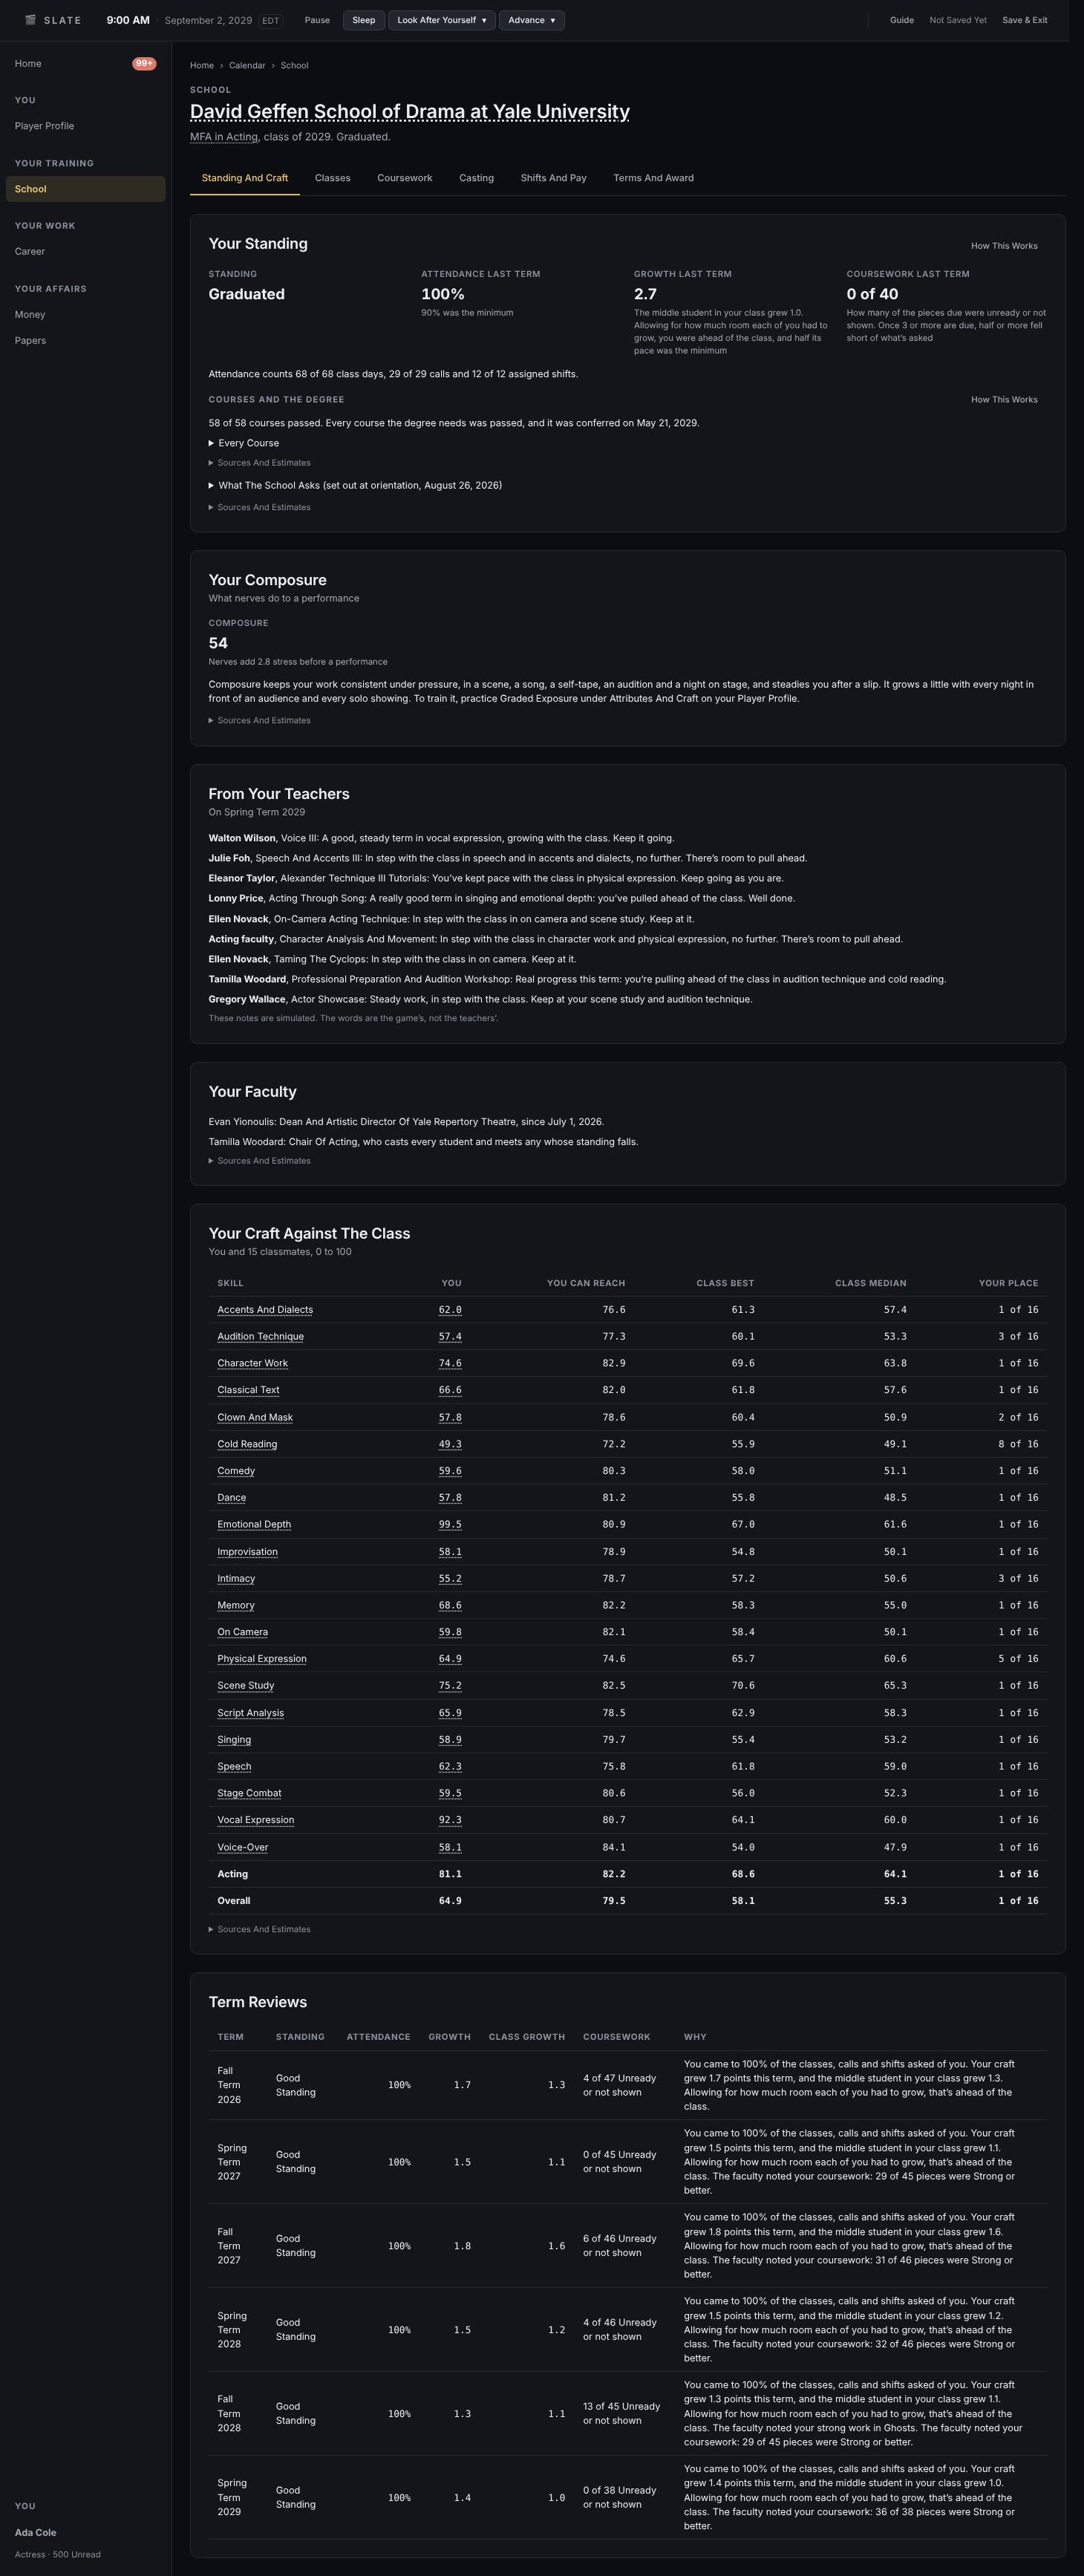 SLATE
9:00 AM · September 2, 2029 EDT
Pause
Sleep
Look After Yourself ▾
Advance ▾
Guide
Not Saved Yet
Save & Exit
Home
99+
YOU
Player Profile
YOUR TRAINING
School
YOUR WORK
Career
YOUR AFFAIRS
Money
Papers
Home › Calendar › School
SCHOOL
David Geffen School of Drama at Yale University
MFA in Acting, class of 2029. Graduated.
Standing And Craft
Classes
Coursework
Casting
Shifts And Pay
Terms And Award
Your Standing
How This Works
STANDING
Graduated
ATTENDANCE LAST TERM
100%
90% was the minimum
GROWTH LAST TERM
2.7
The middle student in your class grew 1.0.
Allowing for how much room each of you had to
grow, you were ahead of the class, and half its
pace was the minimum
COURSEWORK LAST TERM
0 of 40
How many of the pieces due were unready or not
shown. Once 3 or more are due, half or more fell
short of what's asked
Attendance counts 68 of 68 class days, 29 of 29 calls and 12 of 12 assigned shifts.
COURSES AND THE DEGREE
How This Works
58 of 58 courses passed. Every course the degree needs was passed, and it was conferred on May 21, 2029.
▶ Every Course
▶ Sources And Estimates
▶ What The School Asks (set out at orientation, August 26, 2026)
▶ Sources And Estimates
Your Composure
What nerves do to a performance
COMPOSURE
54
Nerves add 2.8 stress before a performance
Composure keeps your work consistent under pressure, in a scene, a song, a self-tape, an audition and a night on stage, and steadies you after a slip. It grows a little with every night in
front of an audience and every solo showing. To train it, practice Graded Exposure under Attributes And Craft on your Player Profile.
▶ Sources And Estimates
From Your Teachers
On Spring Term 2029
Walton Wilson, Voice III: A good, steady term in vocal expression, growing with the class. Keep it going.
Julie Foh, Speech And Accents III: In step with the class in speech and in accents and dialects, no further. There's room to pull ahead.
Eleanor Taylor, Alexander Technique III Tutorials: You've kept pace with the class in physical expression. Keep going as you are.
Lonny Price, Acting Through Song: A really good term in singing and emotional depth: you've pulled ahead of the class. Well done.
Ellen Novack, On-Camera Acting Technique: In step with the class in on camera and scene study. Keep at it.
Acting faculty, Character Analysis And Movement: In step with the class in character work and physical expression, no further. There's room to pull ahead.
Ellen Novack, Taming The Cyclops: In step with the class in on camera. Keep at it.
Tamilla Woodard, Professional Preparation And Audition Workshop: Real progress this term: you're pulling ahead of the class in audition technique and cold reading.
Gregory Wallace, Actor Showcase: Steady work, in step with the class. Keep at your scene study and audition technique.
These notes are simulated. The words are the game's, not the teachers'.
Your Faculty
Evan Yionoulis: Dean And Artistic Director Of Yale Repertory Theatre, since July 1, 2026.
Tamilla Woodard: Chair Of Acting, who casts every student and meets any whose standing falls.
▶ Sources And Estimates
Your Craft Against The Class
You and 15 classmates, 0 to 100
SKILL YOU YOU CAN REACH CLASS BEST CLASS MEDIAN YOUR PLACE
Accents And Dialects 62.0 76.6 61.3 57.4 1 of 16
Audition Technique 57.4 77.3 60.1 53.3 3 of 16
Character Work 74.6 82.9 69.6 63.8 1 of 16
Classical Text 66.6 82.0 61.8 57.6 1 of 16
Clown And Mask 57.8 78.6 60.4 50.9 2 of 16
Cold Reading 49.3 72.2 55.9 49.1 8 of 16
Comedy 59.6 80.3 58.0 51.1 1 of 16
Dance 57.8 81.2 55.8 48.5 1 of 16
Emotional Depth 99.5 80.9 67.0 61.6 1 of 16
Improvisation 58.1 78.9 54.8 50.1 1 of 16
Intimacy 55.2 78.7 57.2 50.6 3 of 16
Memory 68.6 82.2 58.3 55.0 1 of 16
On Camera 59.8 82.1 58.4 50.1 1 of 16
Physical Expression 64.9 74.6 65.7 60.6 5 of 16
Scene Study 75.2 82.5 70.6 65.3 1 of 16
Script Analysis 65.9 78.5 62.9 58.3 1 of 16
Singing 58.9 79.7 55.4 53.2 1 of 16
Speech 62.3 75.8 61.8 59.0 1 of 16
Stage Combat 59.5 80.6 56.0 52.3 1 of 16
Vocal Expression 92.3 80.7 64.1 60.0 1 of 16
Voice-Over 58.1 84.1 54.0 47.9 1 of 16
Acting 81.1 82.2 68.6 64.1 1 of 16
Overall 64.9 79.5 58.1 55.3 1 of 16
▶ Sources And Estimates
Term Reviews
TERM STANDING ATTENDANCE GROWTH CLASS GROWTH COURSEWORK WHY
Fall
Term
2026
Good
Standing
100%
1.7
1.3
4 of 47 Unready
or not shown
You came to 100% of the classes, calls and shifts asked of you. Your craft
grew 1.7 points this term, and the middle student in your class grew 1.3.
Allowing for how much room each of you had to grow, that's ahead of the
class.
Spring
Term
2027
Good
Standing
100%
1.5
1.1
0 of 45 Unready
or not shown
You came to 100% of the classes, calls and shifts asked of you. Your craft
grew 1.5 points this term, and the middle student in your class grew 1.1.
Allowing for how much room each of you had to grow, that's ahead of the
class. The faculty noted your coursework: 29 of 45 pieces were Strong or
better.
Fall
Term
2027
Good
Standing
100%
1.8
1.6
6 of 46 Unready
or not shown
You came to 100% of the classes, calls and shifts asked of you. Your craft
grew 1.8 points this term, and the middle student in your class grew 1.6.
Allowing for how much room each of you had to grow, that's ahead of the
class. The faculty noted your coursework: 31 of 46 pieces were Strong or
better.
Spring
Term
2028
Good
Standing
100%
1.5
1.2
4 of 46 Unready
or not shown
You came to 100% of the classes, calls and shifts asked of you. Your craft
grew 1.5 points this term, and the middle student in your class grew 1.2.
Allowing for how much room each of you had to grow, that's ahead of the
class. The faculty noted your coursework: 32 of 46 pieces were Strong or
better.
Fall
Term
2028
Good
Standing
100%
1.3
1.1
13 of 45 Unready
or not shown
You came to 100% of the classes, calls and shifts asked of you. Your craft
grew 1.3 points this term, and the middle student in your class grew 1.1.
Allowing for how much room each of you had to grow, that's ahead of the
class. The faculty noted your strong work in Ghosts. The faculty noted your
coursework: 29 of 45 pieces were Strong or better.
Spring
Term
2029
Good
Standing
100%
1.4
1.0
0 of 38 Unready
or not shown
You came to 100% of the classes, calls and shifts asked of you. Your craft
grew 1.4 points this term, and the middle student in your class grew 1.0.
Allowing for how much room each of you had to grow, that's ahead of the
class. The faculty noted your coursework: 36 of 38 pieces were Strong or
better.
YOU
Ada Cole
Actress · 500 Unread